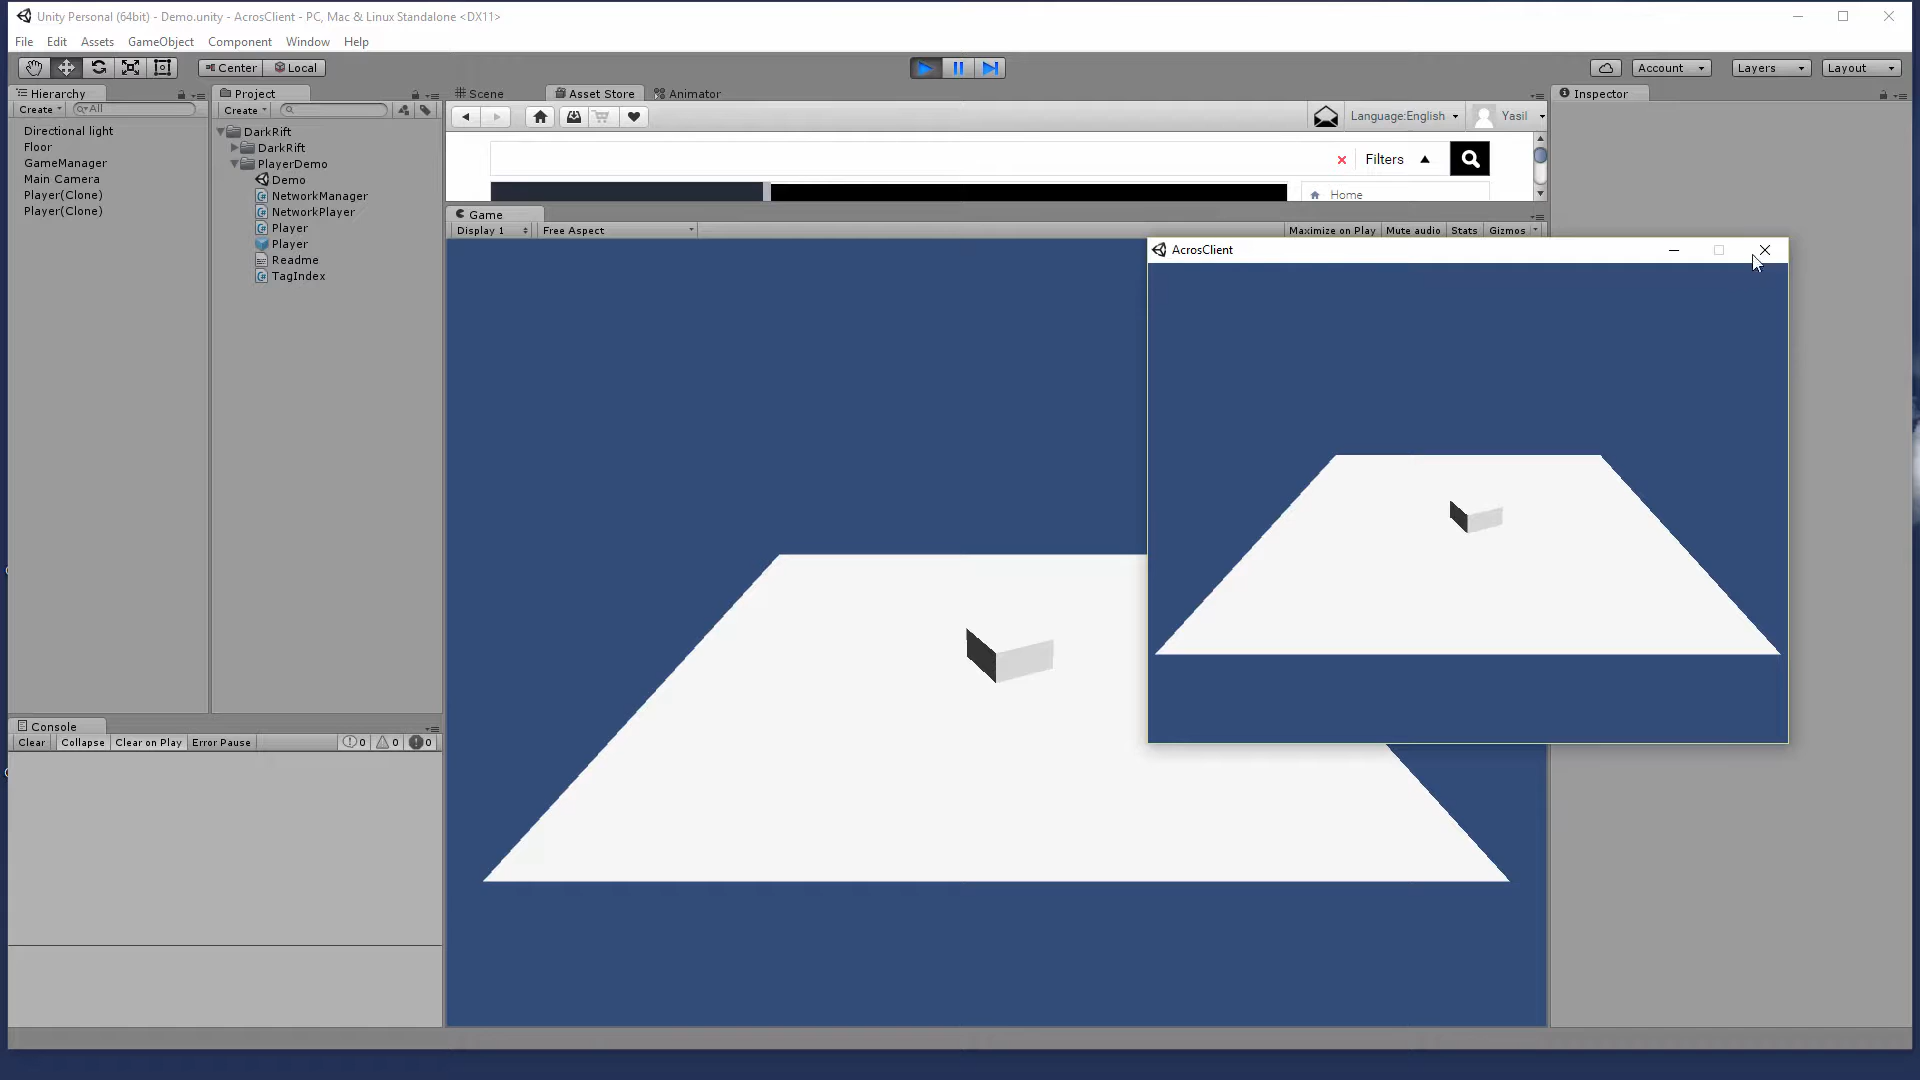 Unity Personal (64bit) - Demo.unity - AcrosClient - PC, Mac & Linux Standalone <DX11>
File Edit Assets GameObject Component Window Help
Center Local Account Layers Layout
Hierarchy Project Scene Asset Store Animator Inspector
Create All Create Language:English Yasil
Directional light
Floor
GameManager
Main Camera
Player(Clone)
Player(Clone)
DarkRift
DarkRift
PlayerDemo
Demo
NetworkManager
NetworkPlayer
Player
Player
Readme
TagIndex
Filters
Home
Game
Display 1 Free Aspect Maximize on Play Mute audio Stats Gizmos
AcrosClient
Console
Clear Collapse Clear on Play Error Pause 0 0 0